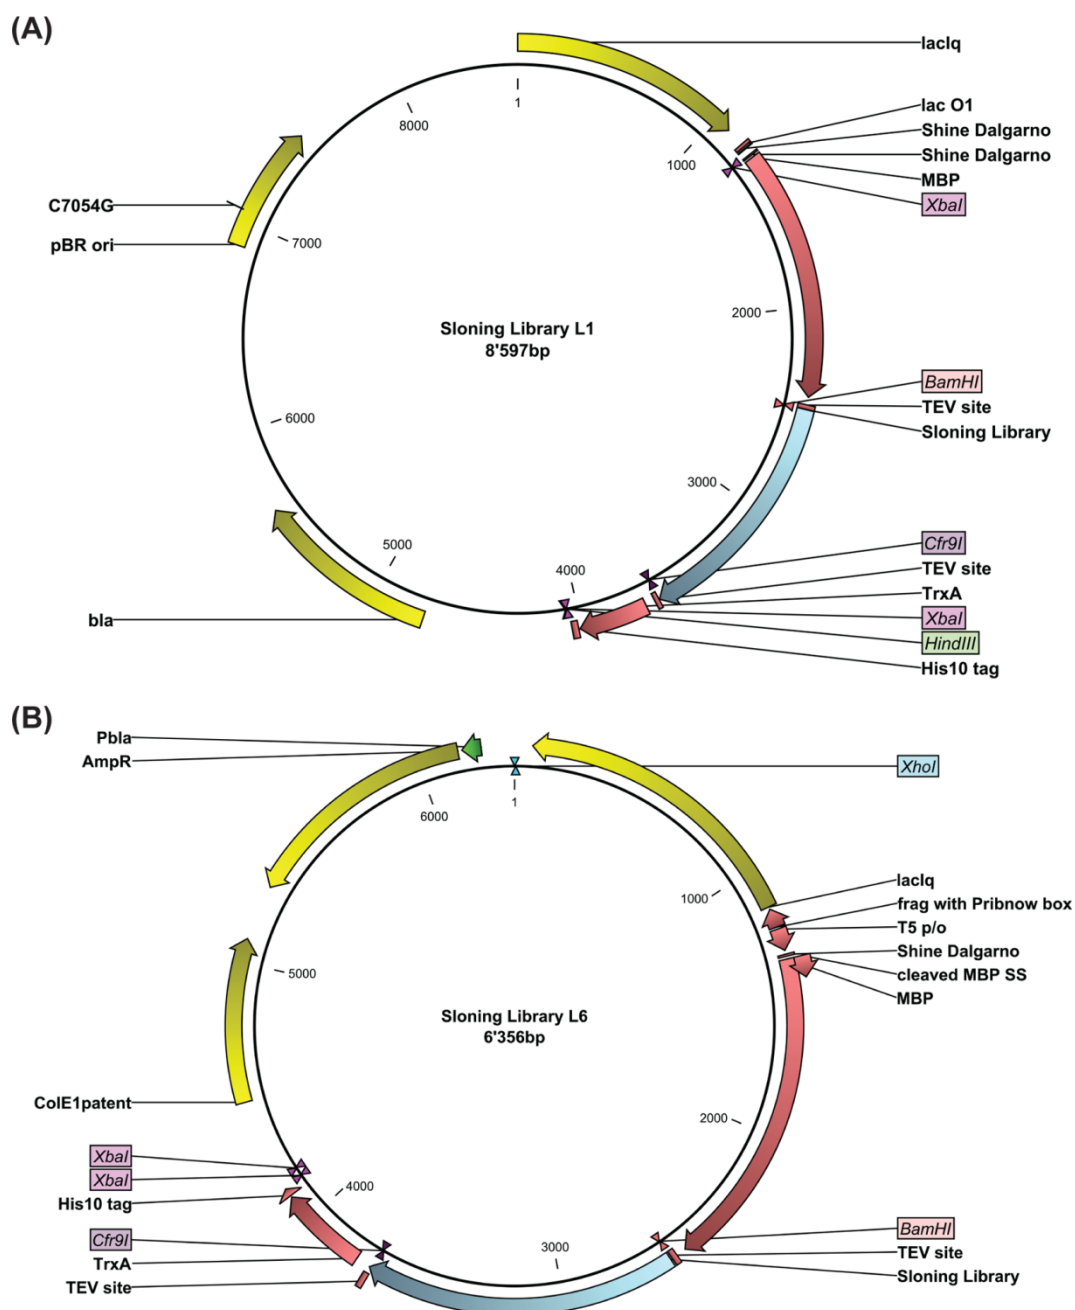 (A)
lacIq
1
8000
lac O1
Shine Dalgarno
1000
Shine Dalgarno
MBP
XbaI
C7054G
pBR ori
7000
2000
Sloning Library L1
8'597bp
BamHI
TEV site
6000
Sloning Library
3000
5000
Cfr9I
4000
TEV site
TrxA
XbaI
bla
HindIII
His10 tag
(B)
Pbla
AmpR
XhoI
1
6000
lacIq
1000
frag with Pribnow box
T5 p/o
Shine Dalgarno
5000
cleaved MBP SS
MBP
Sloning Library L6
6'356bp
ColE1patent
2000
XbaI
XbaI
4000
His10 tag
BamHI
Cfr9I
3000
TEV site
TrxA
Sloning Library
TEV site